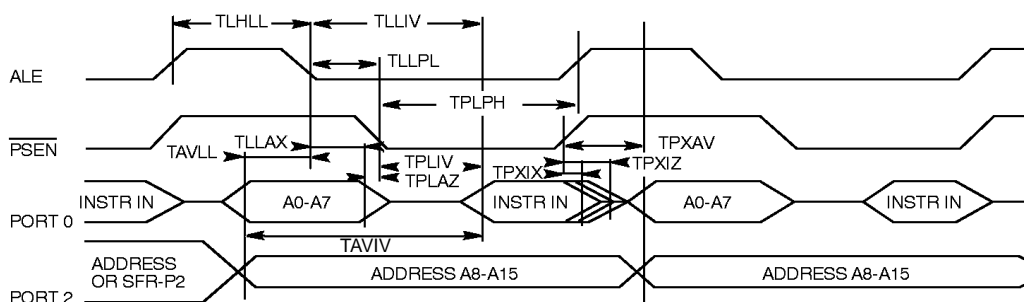 TLHLL
TLLIV
ALE
TLLPL
TPLPH
PSEN
TLLAX
TAVLL
TPXAV
TPLIV
TPXIX
TPXIZ
TPLAZ
PORT 0
INSTR IN
A0-A7
INSTR IN
A0-A7
INSTR IN
TAVIV
PORT 2
ADDRESS
OR SFR-P2
ADDRESS A8-A15
ADDRESS A8-A15